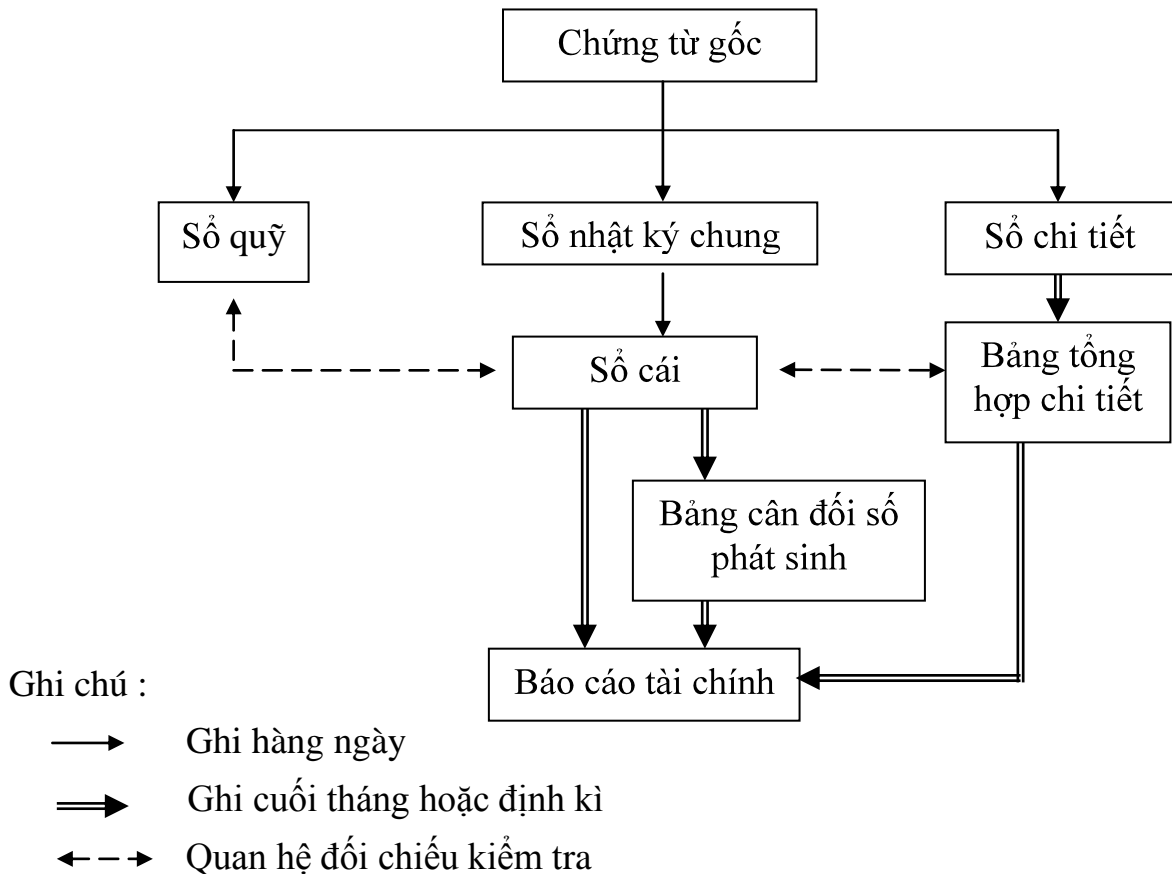 Chứng từ gốc
Sổ quỹ
Sổ nhật ký chung
Sổ chi tiết
Sổ cái
Bảng tổng
hợp chi tiết
Bảng cân đối số
phát sinh
Báo cáo tài chính
Ghi chú :
Ghi hàng ngày
Ghi cuối tháng hoặc định kì
Quan hệ đối chiếu kiểm tra